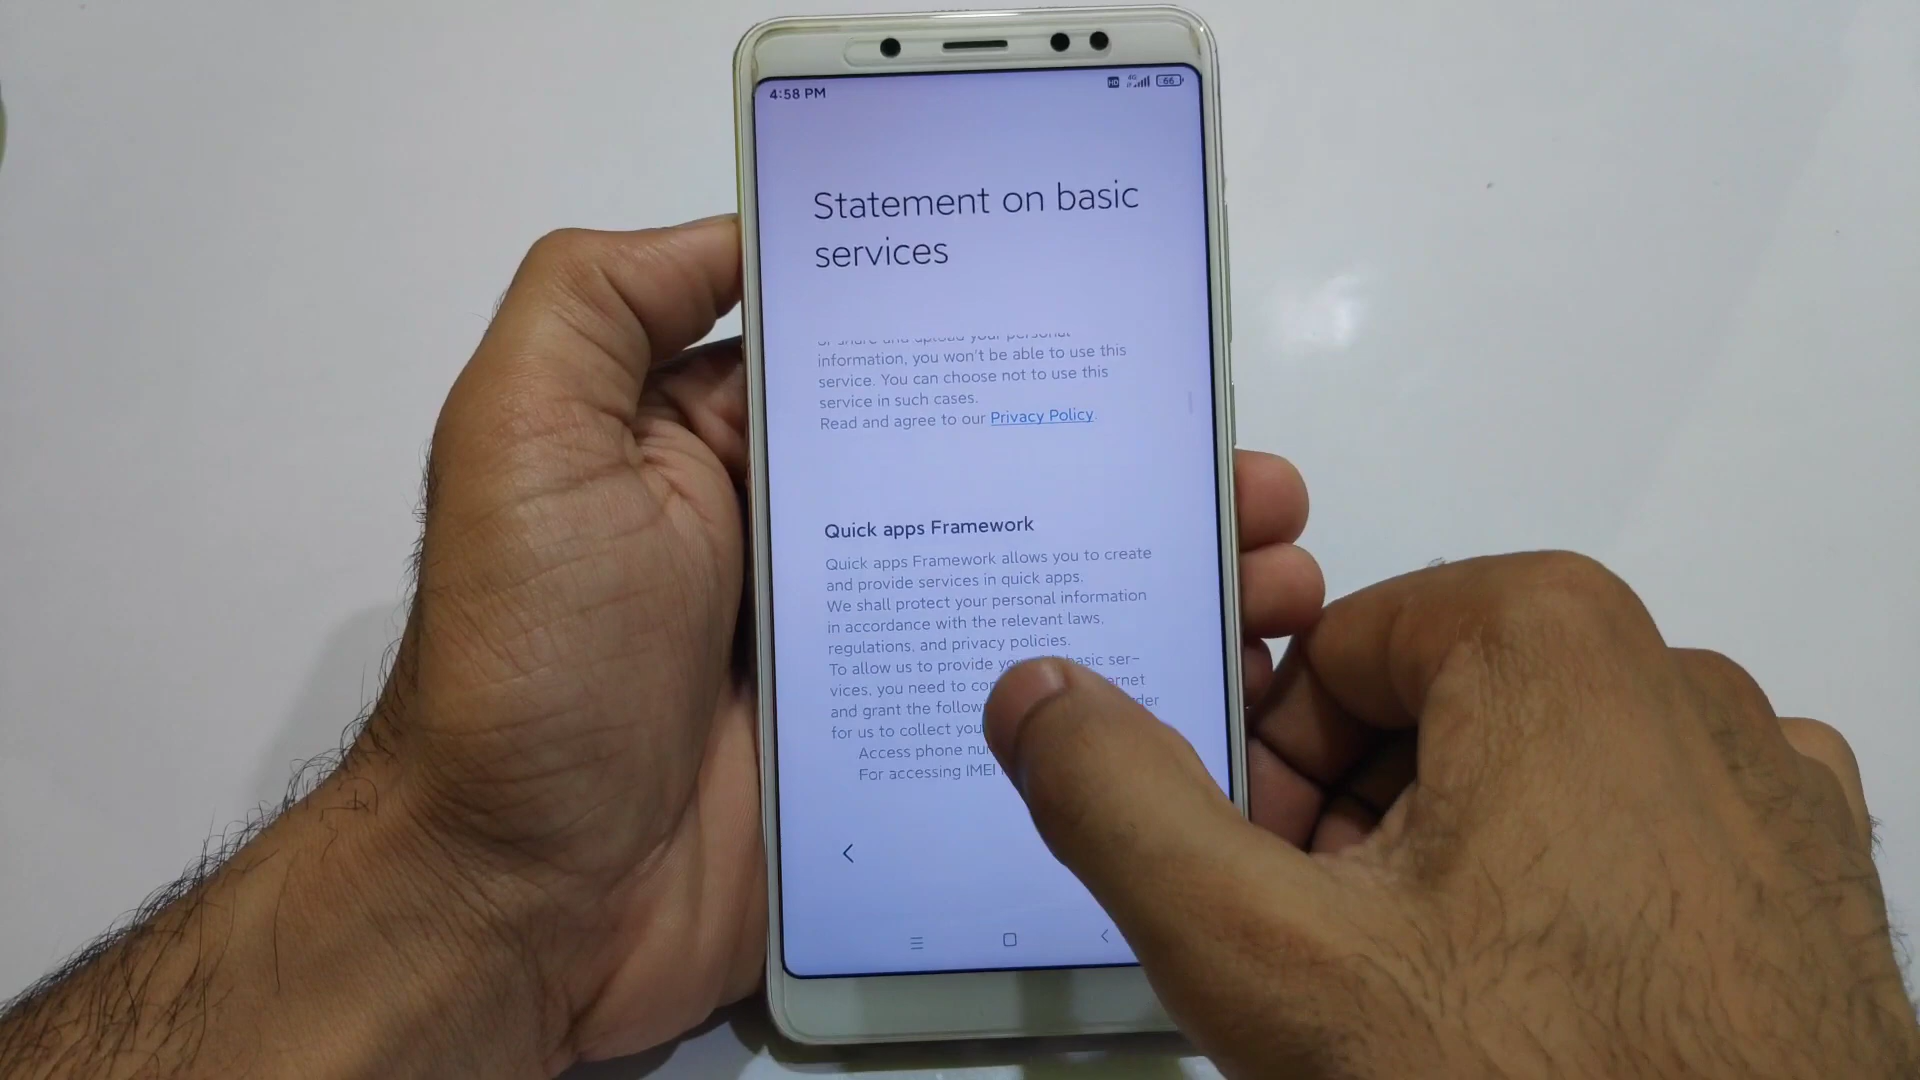 4:58 PM
HD
4G
66
Statement on basic
services
information, you won't be able to use this
service. You can choose not to use this
service in such cases.
Read and agree to our Privacy Policy.
Quick apps Framework
Quick apps Framework allows you to create
and provide services in quick apps.
We shall protect your personal information
in accordance with the relevant laws,
regulations, and privacy policies.
To allow us to provide basic ser-
vices, you need to
and grant the
for us to collect
Access phone
For accessing IMEI